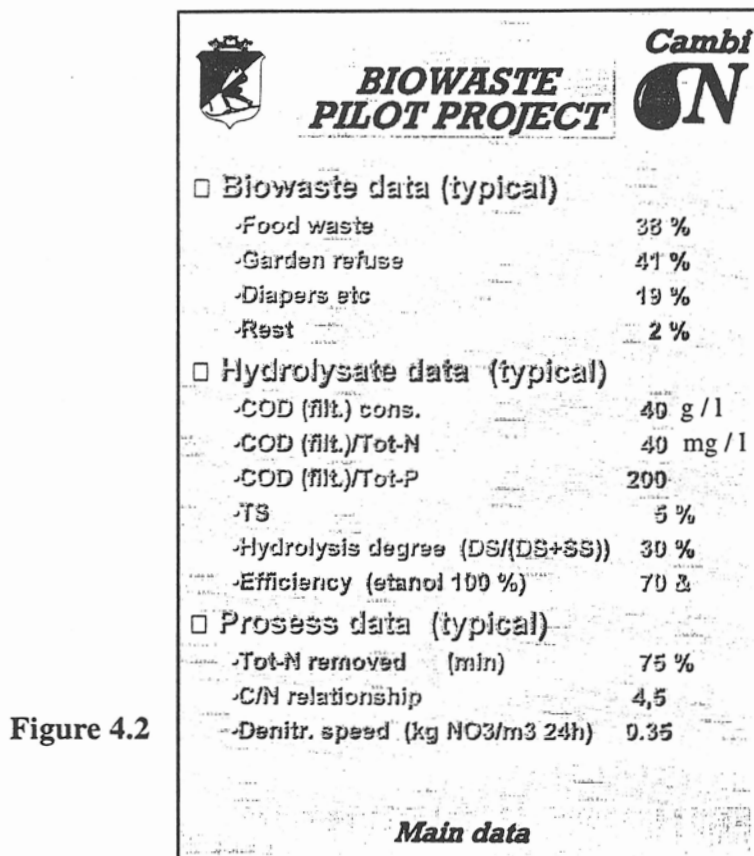 Cambi
N
BIOWASTE
PILOT PROJECT
□ Biowaste data (typical)
-Food waste 38 %
-Garden refuse 41 %
-Diapers etc 19 %
-Rest 2 %
□ Hydrolysate data (typical)
-COD (filt.) cons. 40 g / l
-COD (filt.)/Tot-N 40 mg / l
-COD (filt.)/Tot-P 200
-TS 5 %
-Hydrolysis degree (DS/(DS+SS)) 30 %
-Efficiency (etanol 100 %) 70 &
□ Prosess data (typical)
-Tot-N removed (min) 75 %
-C/N relationship 4,5
-Denitr. speed (kg NO3/m3 24h) 0.35
Figure 4.2
Main data